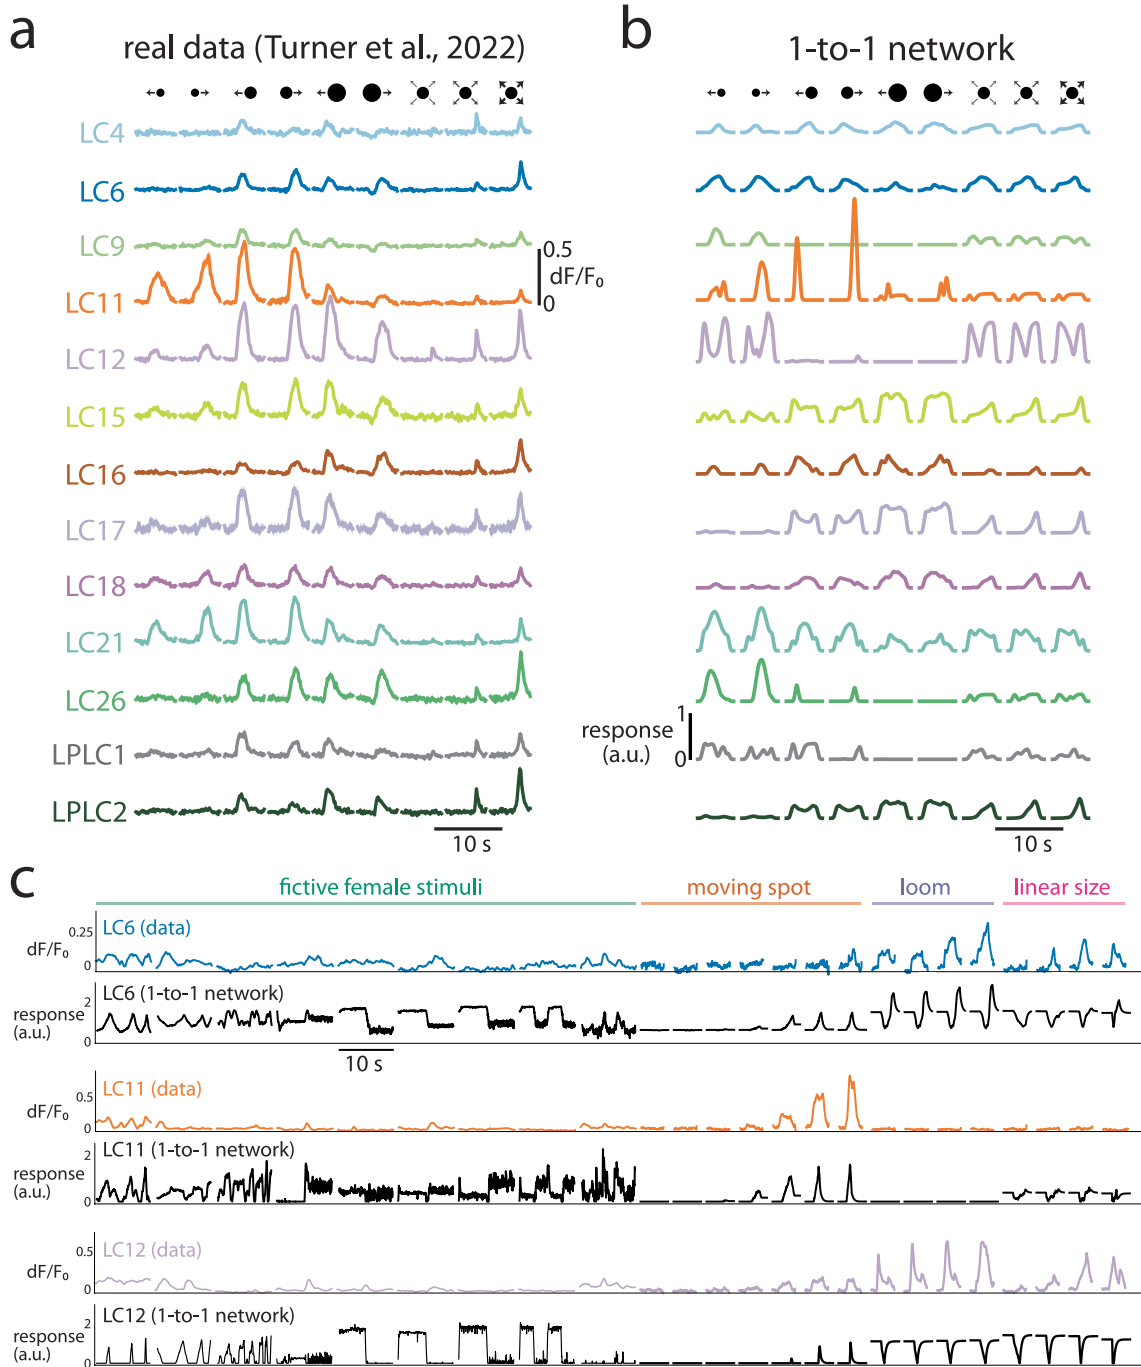 a
real data (Turner et al., 2022)
LC4
LC6
LC9
LC11
LC12
LC15
LC16
LC17
LC18
LC21
LC26
LPLC1
LPLC2
0.5
dF/F₀
0
10 s
b
1-to-1 network
1
response
(a.u.)
0
10 s
c
fictive female stimuli
moving spot
loom
linear size
LC6 (data)
0.25
dF/F₀
0
LC6 (1-to-1 network)
response
(a.u.)
2
0
10 s
LC11 (data)
0.5
dF/F₀
0
LC11 (1-to-1 network)
response
(a.u.)
2
0
LC12 (data)
0.5
dF/F₀
0
LC12 (1-to-1 network)
response
(a.u.)
2
0